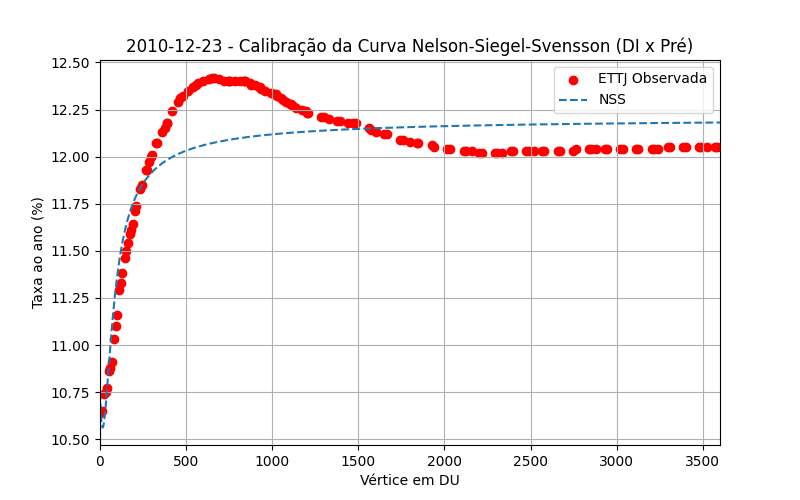 2010-12-23 - Calibração da Curva Nelson-Siegel-Svensson (DI x Pré)
12.50
12.25
12.00
11.75
11.50
11.25
11.00
10.75
10.50
Taxa ao ano (%)
ETTJ Observada
NSS
0 500 1000 1500 2000 2500 3000 3500
Vértice em DU